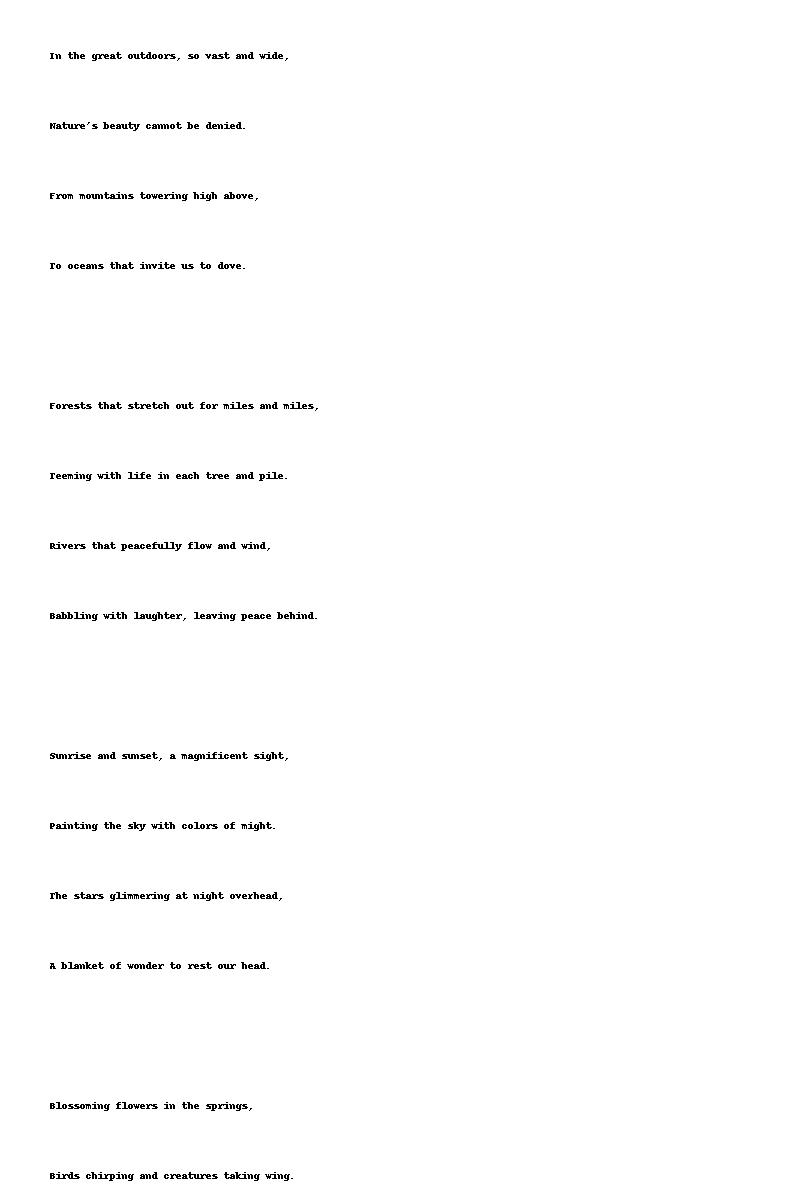 In the great outdoors, so vast and wide,
Nature's beauty cannot be denied.
From mountains towering high above,
To oceans that invite us to dove.
Forests that stretch out for miles and miles,
Teeming with life in each tree and pile.
Rivers that peacefully flow and wind,
Babbling with laughter, leaving peace behind.
Sunrise and sunset, a magnificent sight,
Painting the sky with colors of might.
The stars glimmering at night overhead,
A blanket of wonder to rest our head.
Blossoming flowers in the springs,
Birds chirping and creatures taking wing.